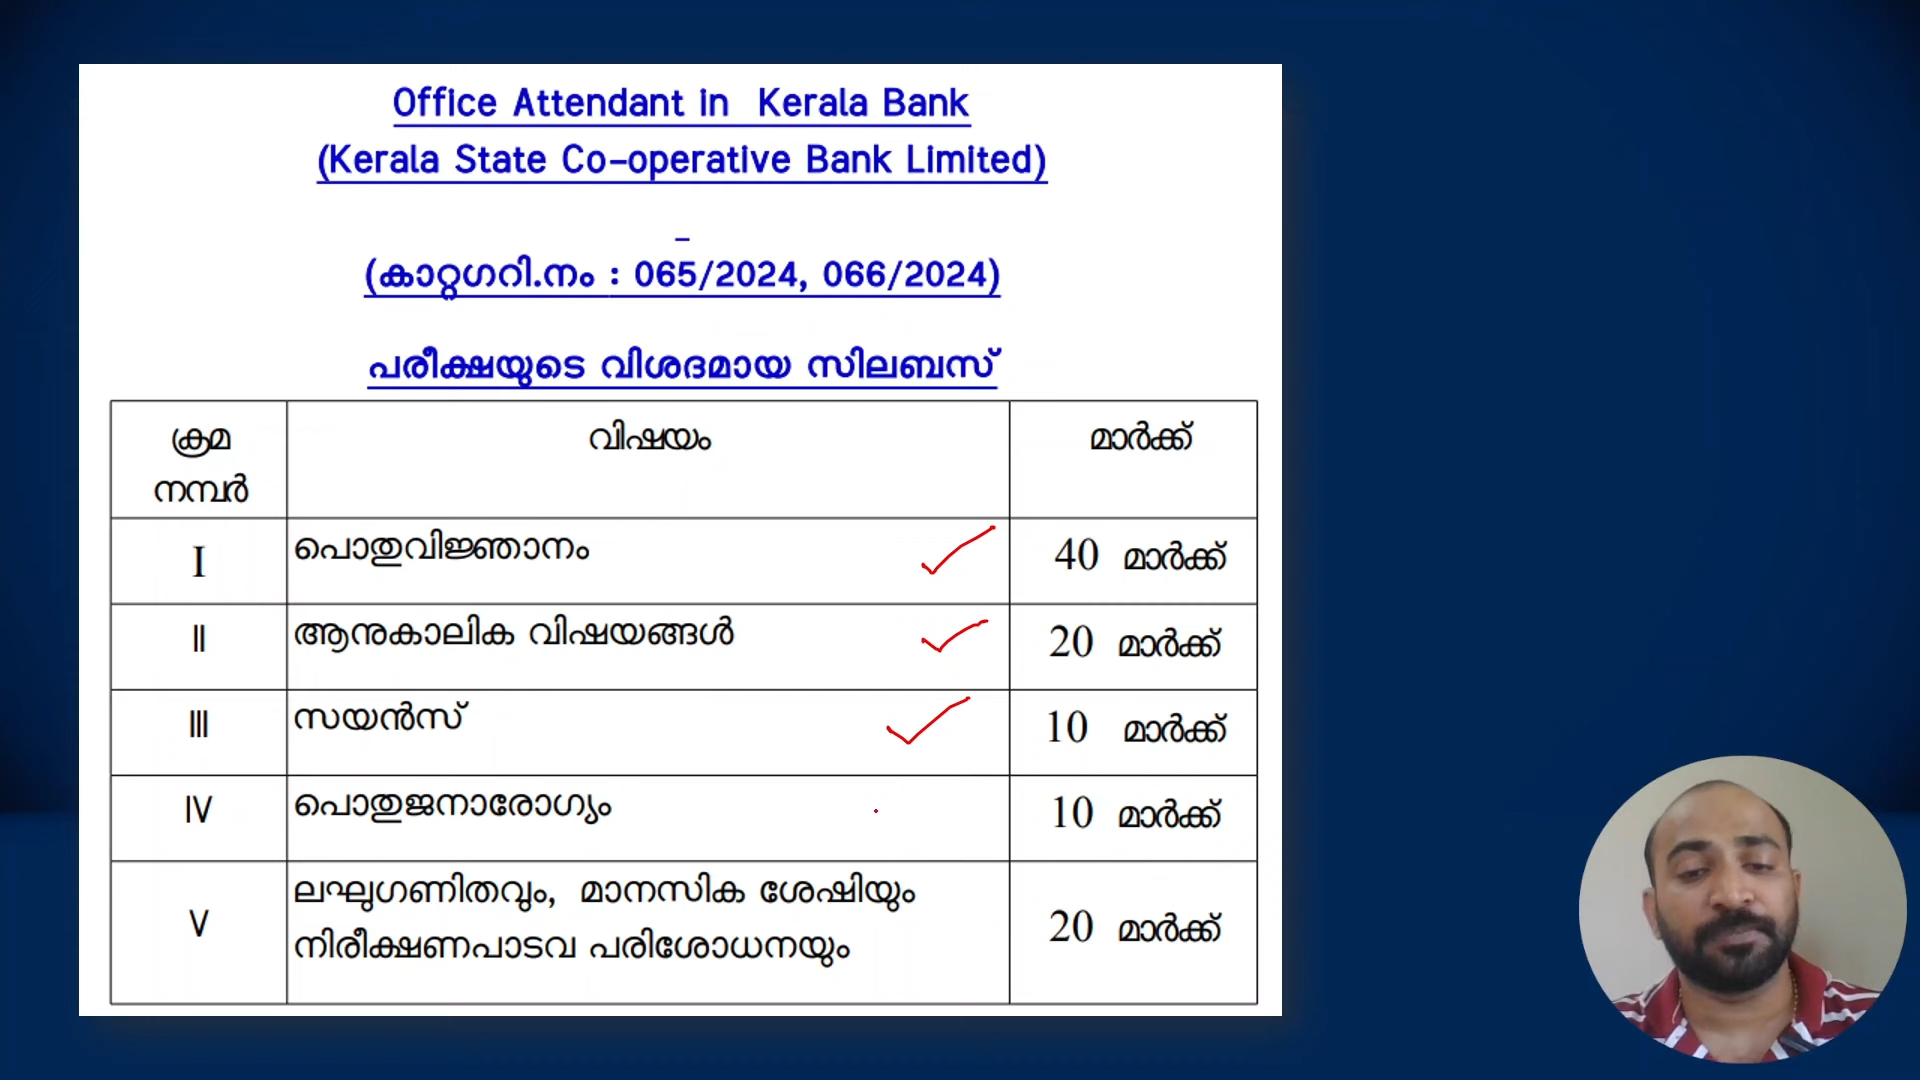 Office Attendant in Kerala Bank
(Kerala State Co-operative Bank Limited)
(കാറ്റഗറി.നം : 065/2024, 066/2024)
പരീക്ഷയുടെ വിശദമായ സിലബസ്
ക്രമ നമ്പർ വിഷയം മാർക്ക്
I പൊതുവിജ്ഞാനം 40 മാർക്ക്
II ആനുകാലിക വിഷയങ്ങൾ 20 മാർക്ക്
III സയൻസ് 10 മാർക്ക്
IV പൊതുജനാരോഗ്യം 10 മാർക്ക്
V ലഘുഗണിതവും, മാനസിക ശേഷിയും
നിരീക്ഷണപാടവ പരിശോധനയും 20 മാർക്ക്